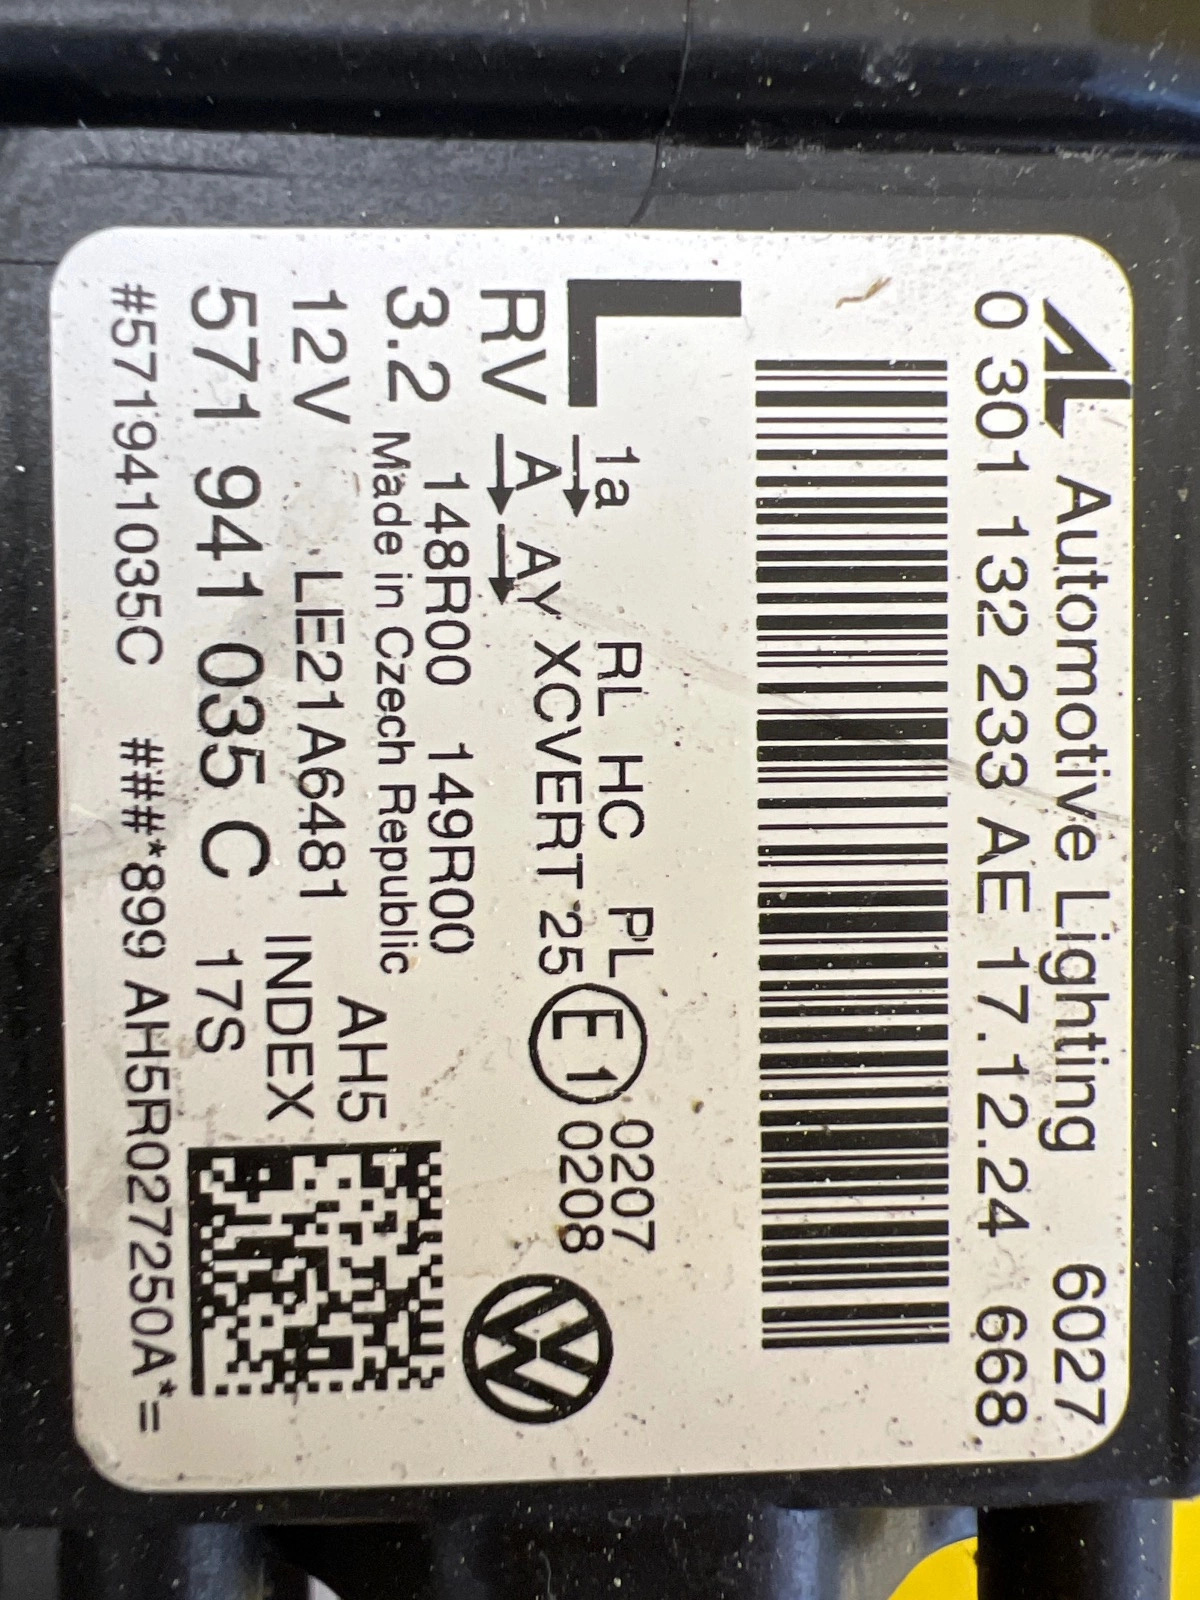 AL Automotive Lighting 6027
0 301 132 233 AE 17.12.24 668
L 1a RL HC PL 0207
RV A AY XCVERT 25 E1 0208
3.2 148R00 149R00
Made in Czech Republic AH5
12V LE21A6481 INDEX
571 941 035 C 17S
#571941035C ###*899 AH5R027250A*=